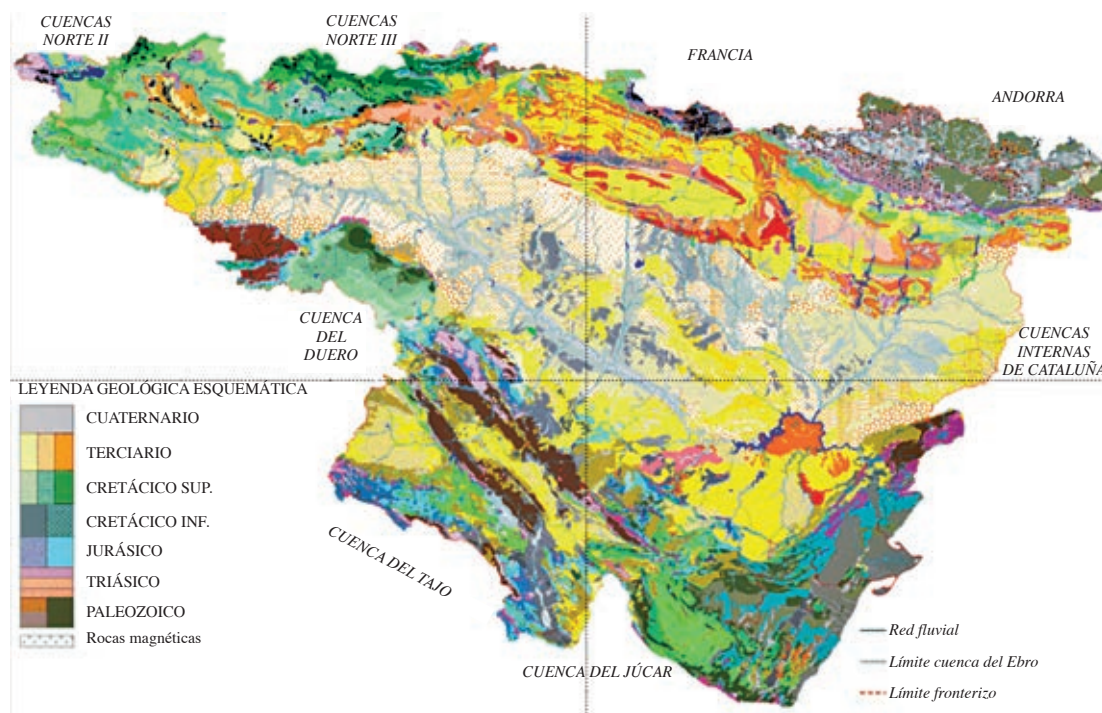 CUENCAS
NORTE II
CUENCAS
NORTE III
FRANCIA
ANDORRA
CUENCA
DEL
DUERO
CUENCAS
INTERNAS
DE CATALUÑA
LEYENDA GEOLÓGICA ESQUEMÁTICA
CUATERNARIO
TERCIARIO
CRETÁCICO SUP.
CRETÁCICO INF.
JURÁSICO
TRIÁSICO
PALEOZOICO
Rocas magnéticas
CUENCA DEL TAJO
CUENCA DEL JÚCAR
Red fluvial
Límite cuenca del Ebro
Límite fronterizo